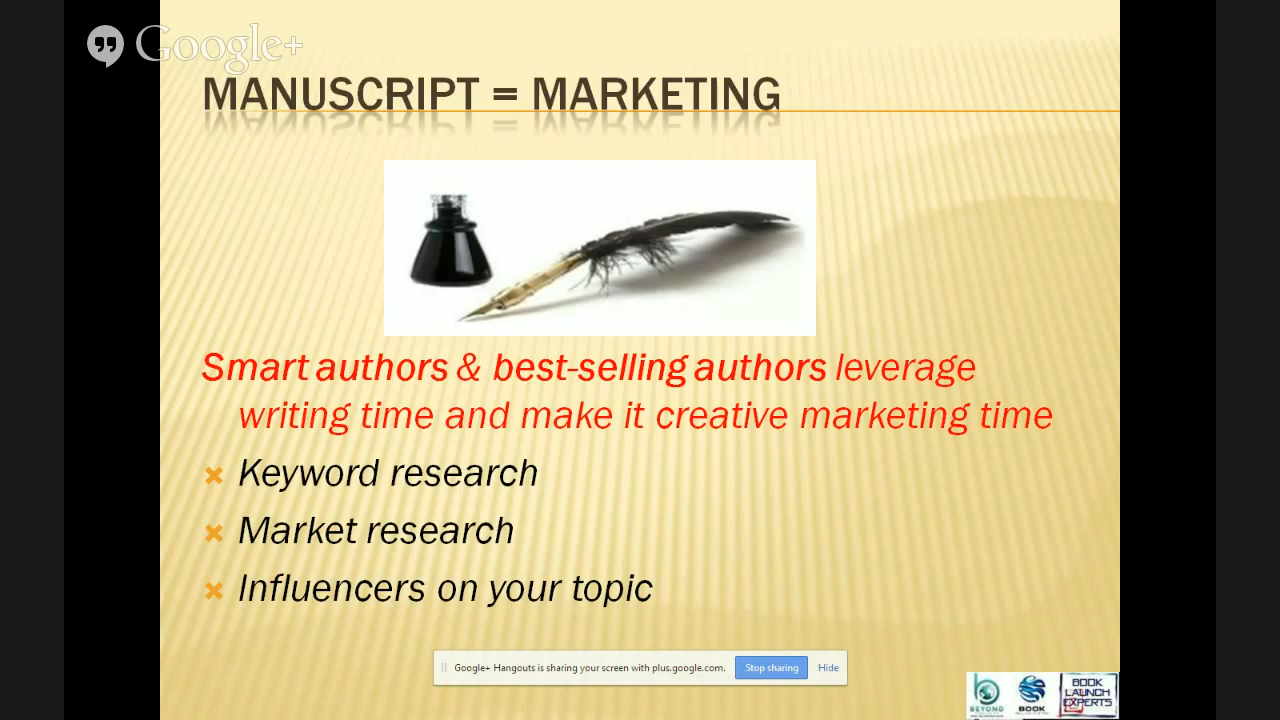 Google+
MANUSCRIPT = MARKETING
Smart authors & best-selling authors leverage
writing time and make it creative marketing time
Keyword research
Market research
Influencers on your topic
Google+ Hangouts is sharing your screen with plus.google.com. Stop sharing Hide
BEYOND
BOOK
BOOK
LAUNCH
EXPERTS